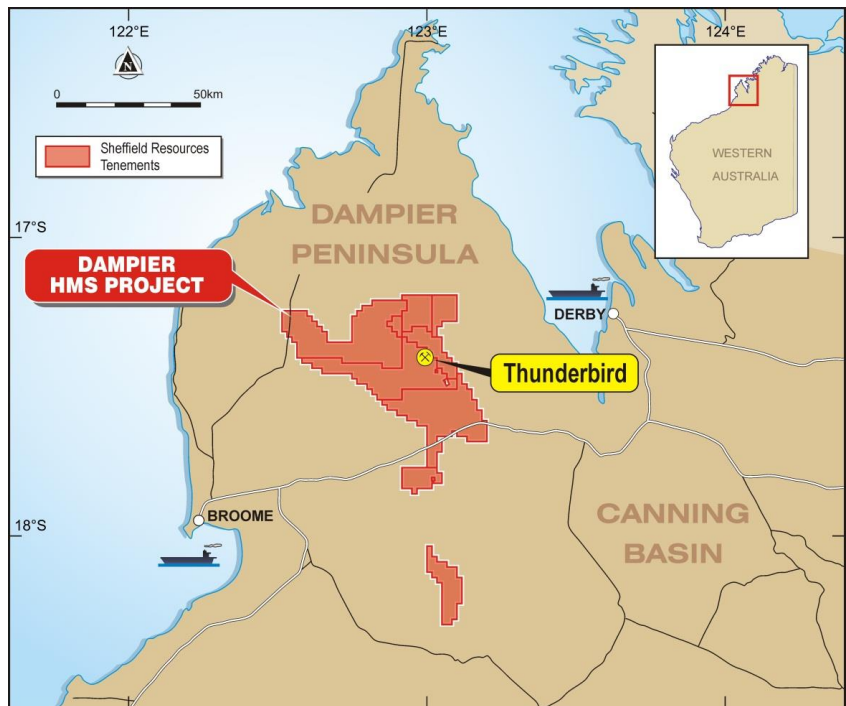 122°E
123°E
124°E
N
0
50km
Sheffield Resources
Tenements
WESTERN
AUSTRALIA
17°S
DAMPIER
PENINSULA
DAMPIER
HMS PROJECT
DERBY
Thunderbird
BROOME
18°S
CANNING
BASIN